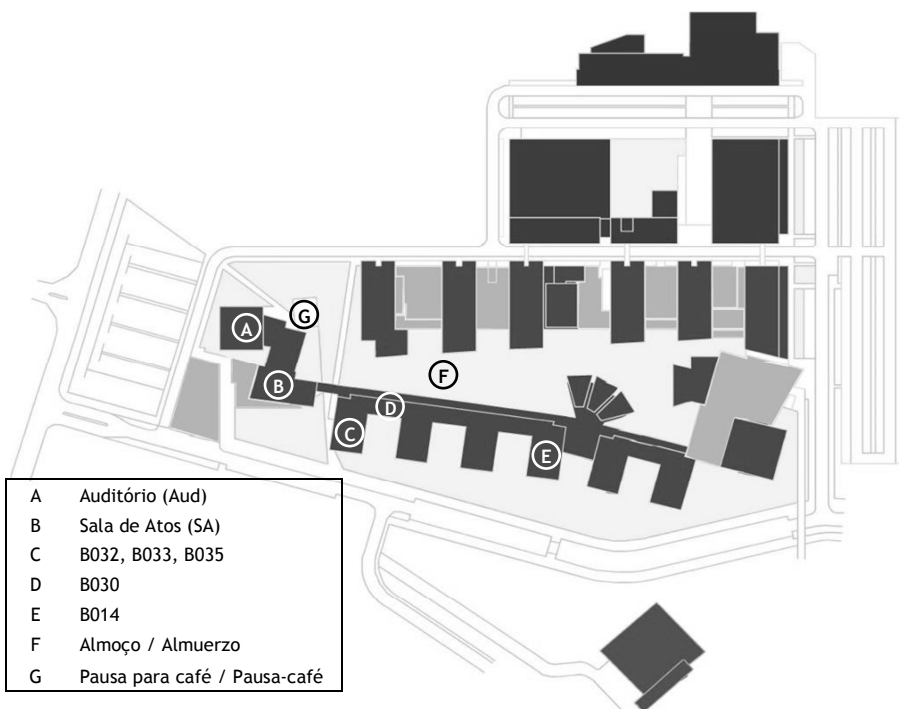 G
A
F
B
D
C
E
A Auditório (Aud)
B Sala de Atos (SA)
C B032, B033, B035
D B030
E B014
F Almoço / Almuerzo
G Pausa para café / Pausa-café